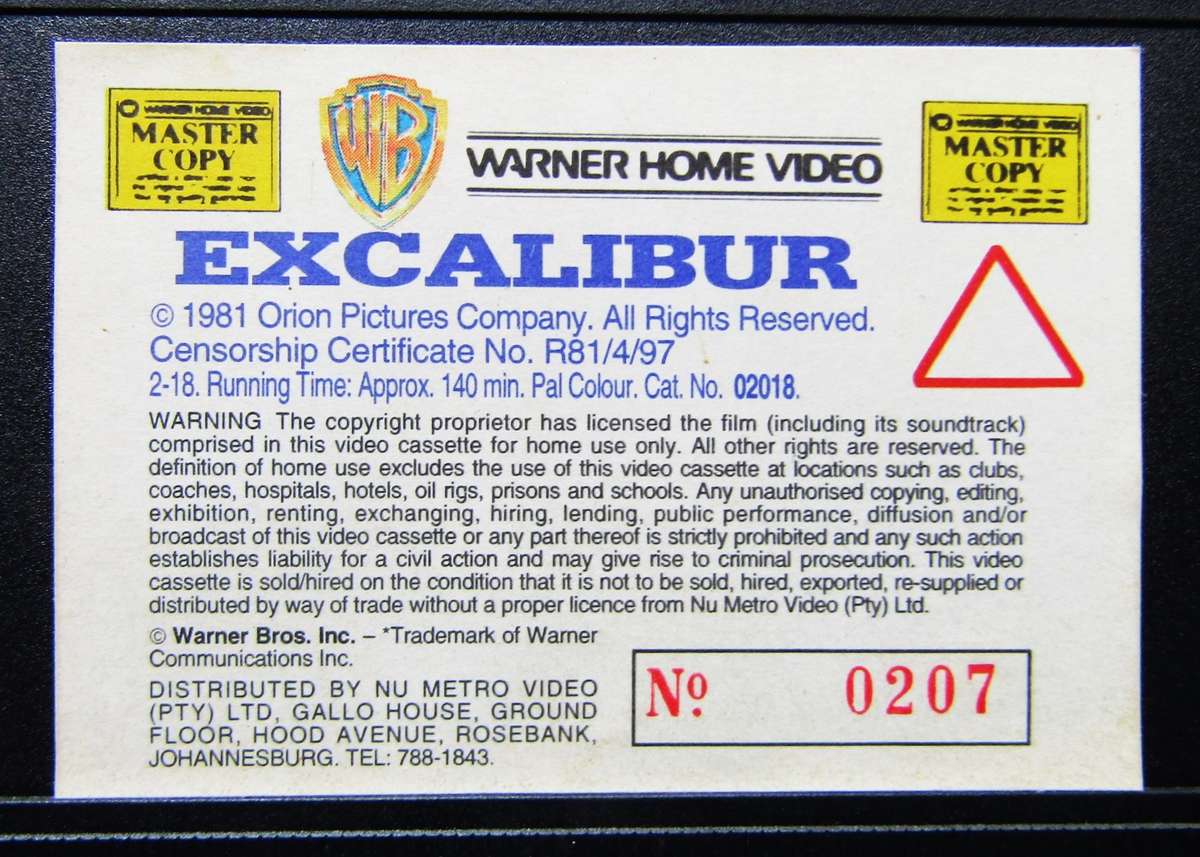 WARNER HOME VIDEO
MASTER
COPY
WB
WARNER HOME VIDEO
WARNER HOME VIDEO
MASTER
COPY
EXCALIBUR
© 1981 Orion Pictures Company. All Rights Reserved.
Censorship Certificate No. R81/4/97
2-18. Running Time: Approx. 140 min. Pal Colour. Cat. No. 02018.
WARNING The copyright proprietor has licensed the film (including its soundtrack)
comprised in this video cassette for home use only. All other rights are reserved. The
definition of home use excludes the use of this video cassette at locations such as clubs,
coaches, hospitals, hotels, oil rigs, prisons and schools. Any unauthorised copying, editing,
exhibition, renting, exchanging, hiring, lending, public performance, diffusion and/or
broadcast of this video cassette or any part thereof is strictly prohibited and any such action
establishes liability for a civil action and may give rise to criminal prosecution. This video
cassette is sold/hired on the condition that it is not to be sold, hired, exported, re-supplied or
distributed by way of trade without a proper licence from Nu Metro Video (Pty) Ltd.
© Warner Bros. Inc. – *Trademark of Warner
Communications Inc.
DISTRIBUTED BY NU METRO VIDEO
(PTY) LTD, GALLO HOUSE, GROUND
FLOOR, HOOD AVENUE, ROSEBANK,
JOHANNESBURG. TEL: 788-1843.
Nº 0207